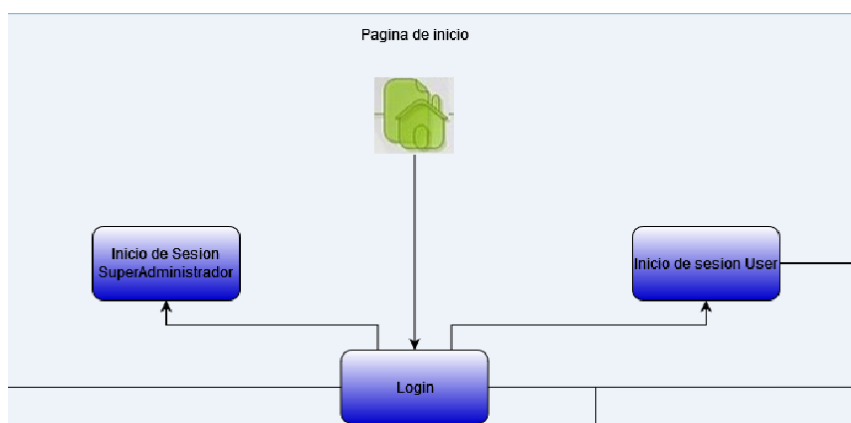 Pagina de inicio
Inicio de Sesion
SuperAdministrador
Inicio de sesion User
Login